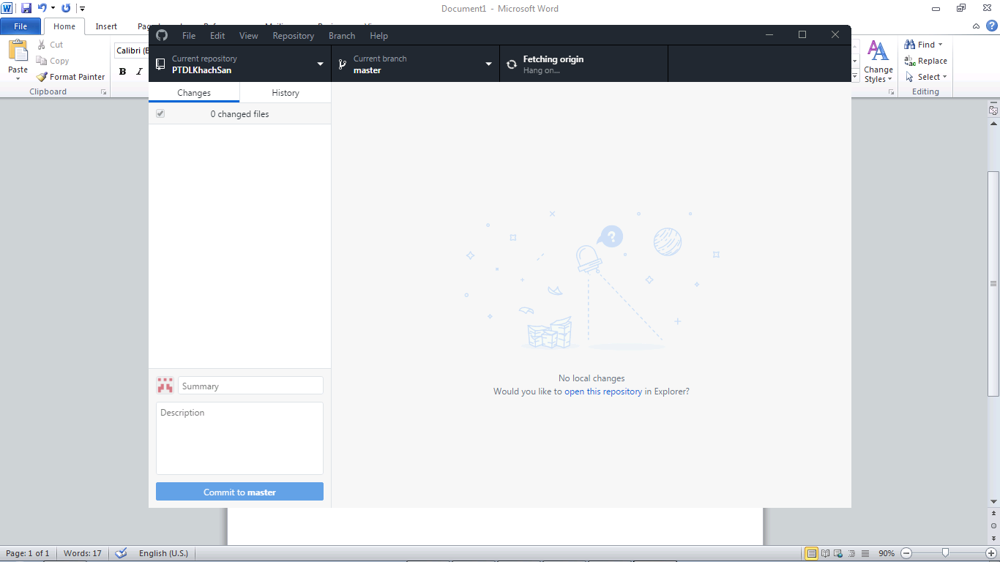 Document1 - Microsoft Word
File
Home
Insert
File
Edit
View
Repository
Branch
Help
Paste
Cut
Copy
Format Painter
Clipboard
Calibri (B
B
I
Current repository
PTDLKhachSan
Current branch
master
Fetching origin
Hang on...
Change
Styles
Find
Replace
Select
Editing
Changes
History
0 changed files
?
No local changes
Would you like to open this repository in Explorer?
Summary
Description
Commit to master
Page: 1 of 1
Words: 17
English (U.S.)
90%